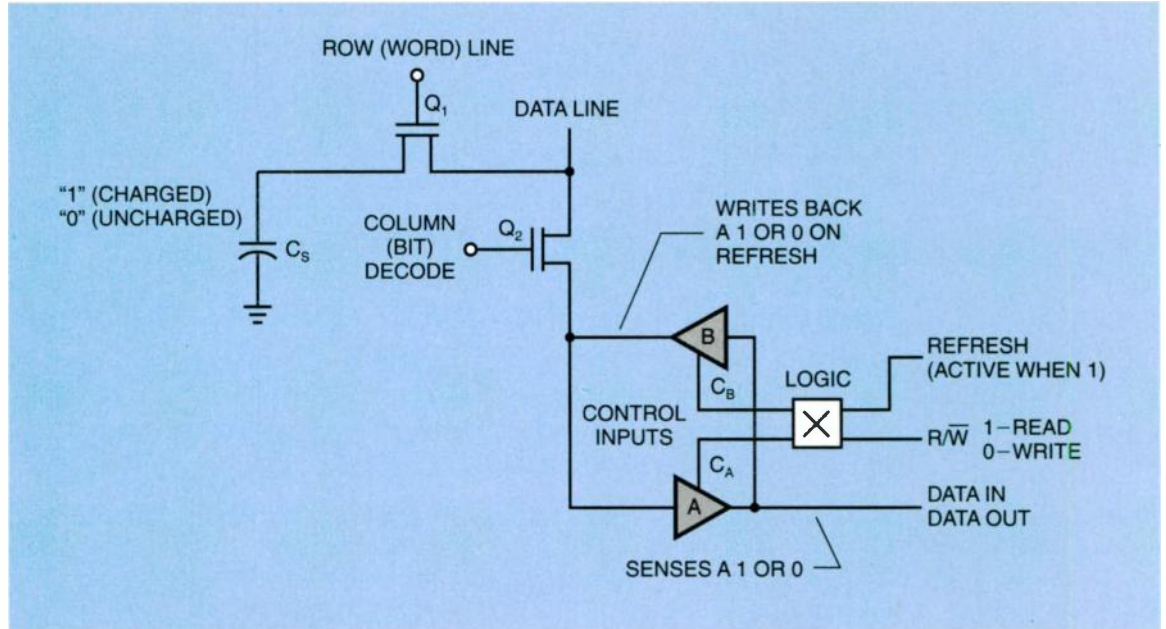 ROW (WORD) LINE
Q1
DATA LINE
"1" (CHARGED)
"0" (UNCHARGED)
CS
COLUMN
(BIT)
DECODE
Q2
WRITES BACK
A 1 OR 0 ON
REFRESH
B
CB
LOGIC
REFRESH
(ACTIVE WHEN 1)
CONTROL
INPUTS
R/W̅ 1–READ
0–WRITE
CA
A
DATA IN
DATA OUT
SENSES A 1 OR 0